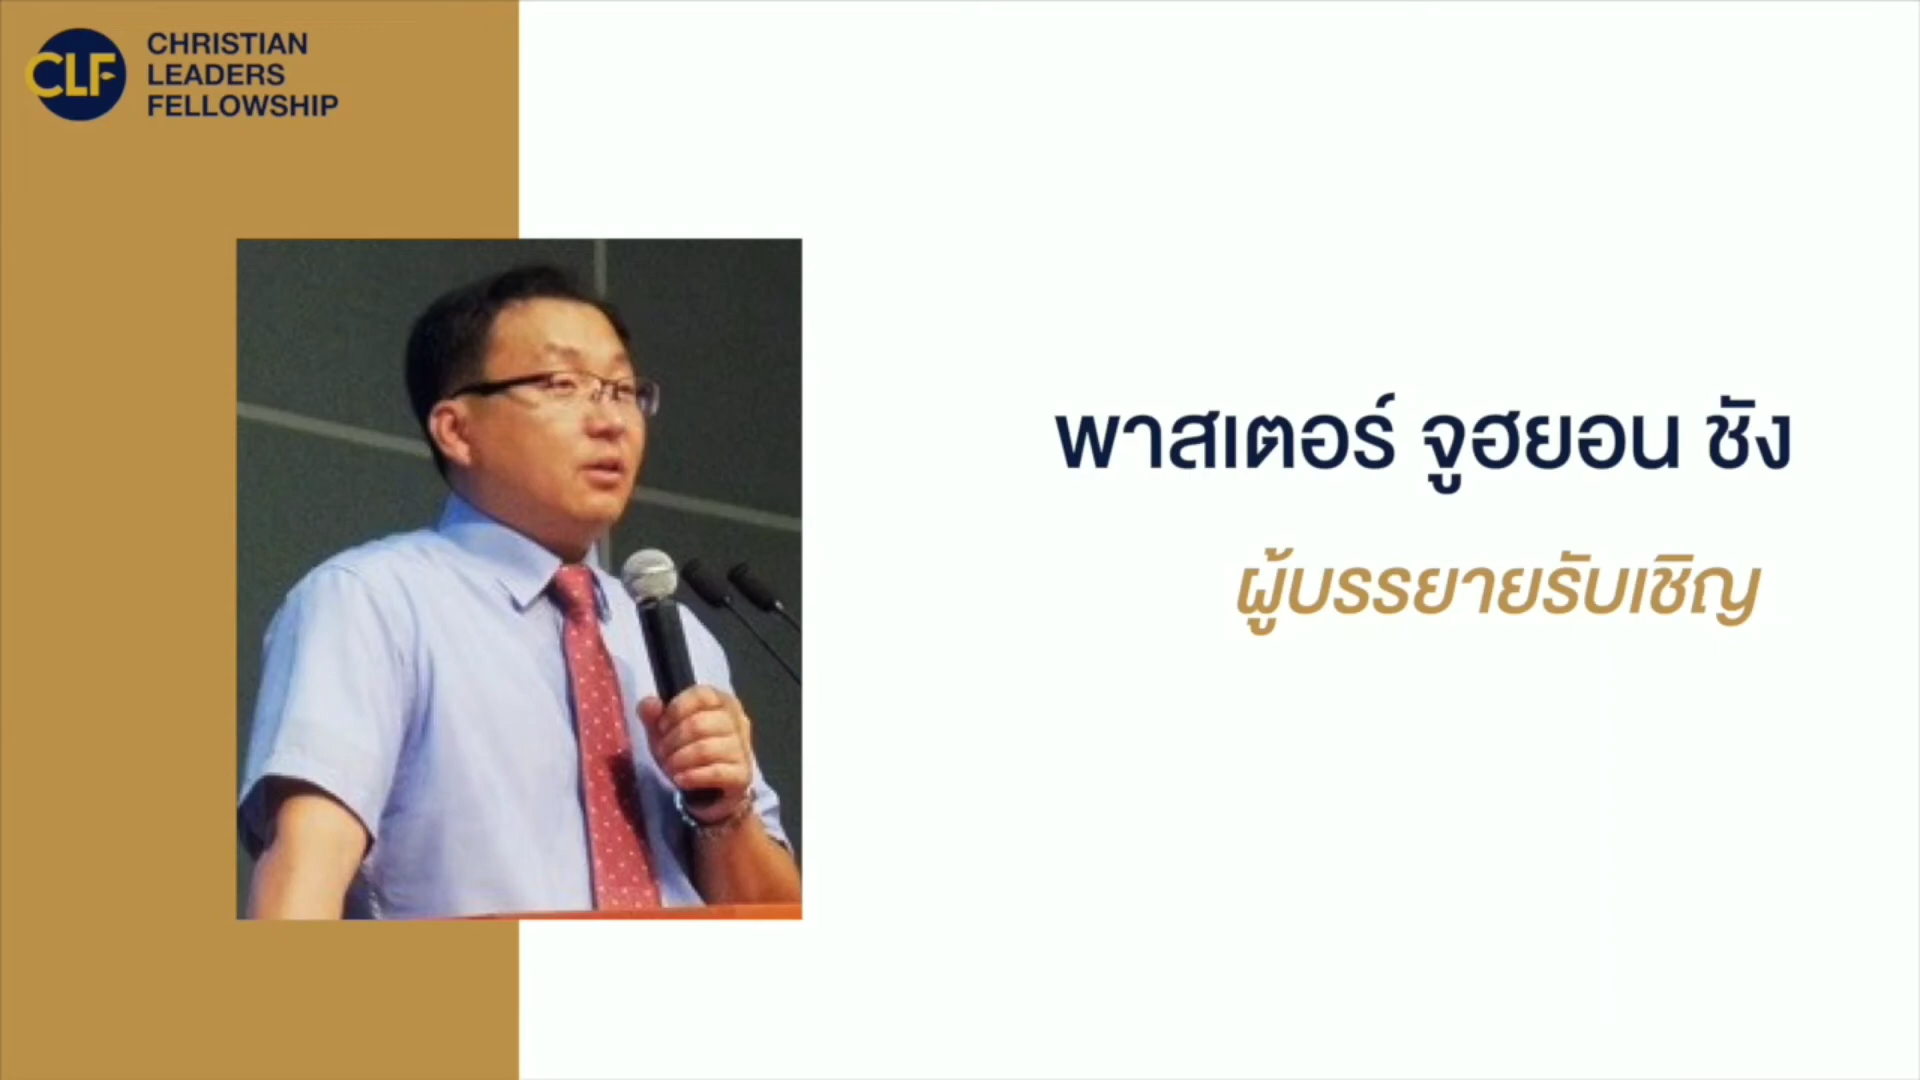 CLF
CHRISTIAN
LEADERS
FELLOWSHIP
พาสเตอร์ จูฮยอน ชัง
ผู้บรรยายรับเชิญ